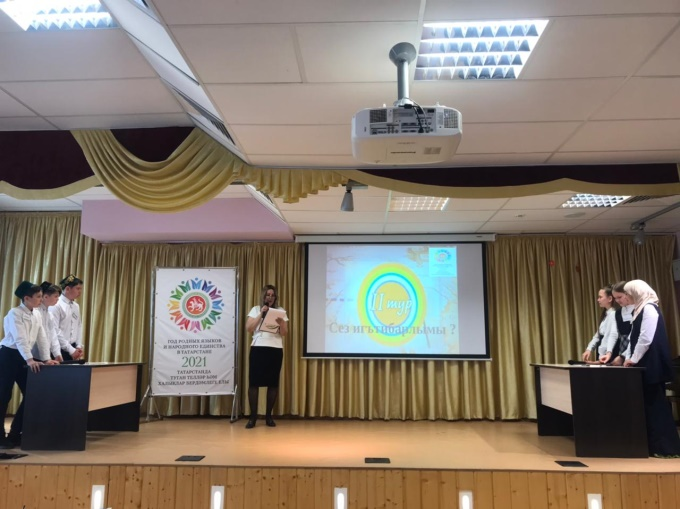 ГОД РОДНЫХ ЯЗЫКОВ
И НАРОДНОГО ЕДИНСТВА
В ТАТАРСТАНЕ
2021
ТАТАРСТАНДА
ТУГАН ТЕЛЛӘР ҺӘМ
ХАЛЫКЛАР БЕРДӘМЛЕГЕ ЕЛЫ
II тур
Сез игътибарлымы ?